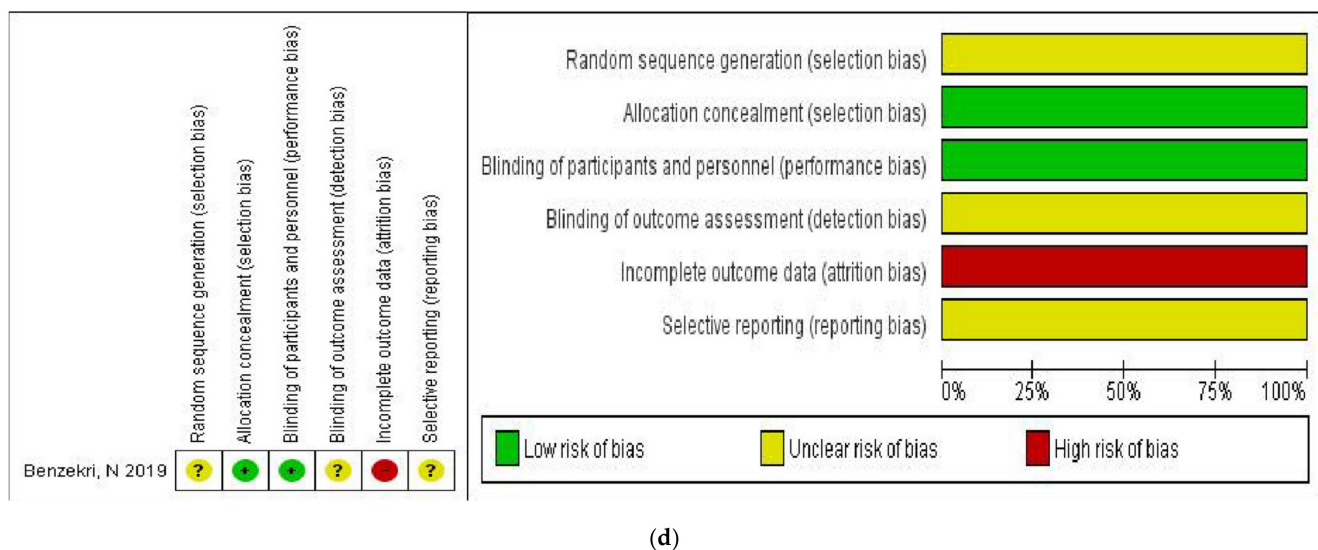 Random sequence generation (selection bias)
Allocation concealment (selection bias)
Blinding of participants and personnel (performance bias)
Blinding of outcome assessment (detection bias)
Incomplete outcome data (attrition bias)
Selective reporting (reporting bias)
Benzekri, N 2019 ? + + ? – ?
Random sequence generation (selection bias)
Allocation concealment (selection bias)
Blinding of participants and personnel (performance bias)
Blinding of outcome assessment (detection bias)
Incomplete outcome data (attrition bias)
Selective reporting (reporting bias)
0% 25% 50% 75% 100%
Low risk of bias Unclear risk of bias High risk of bias
(d)